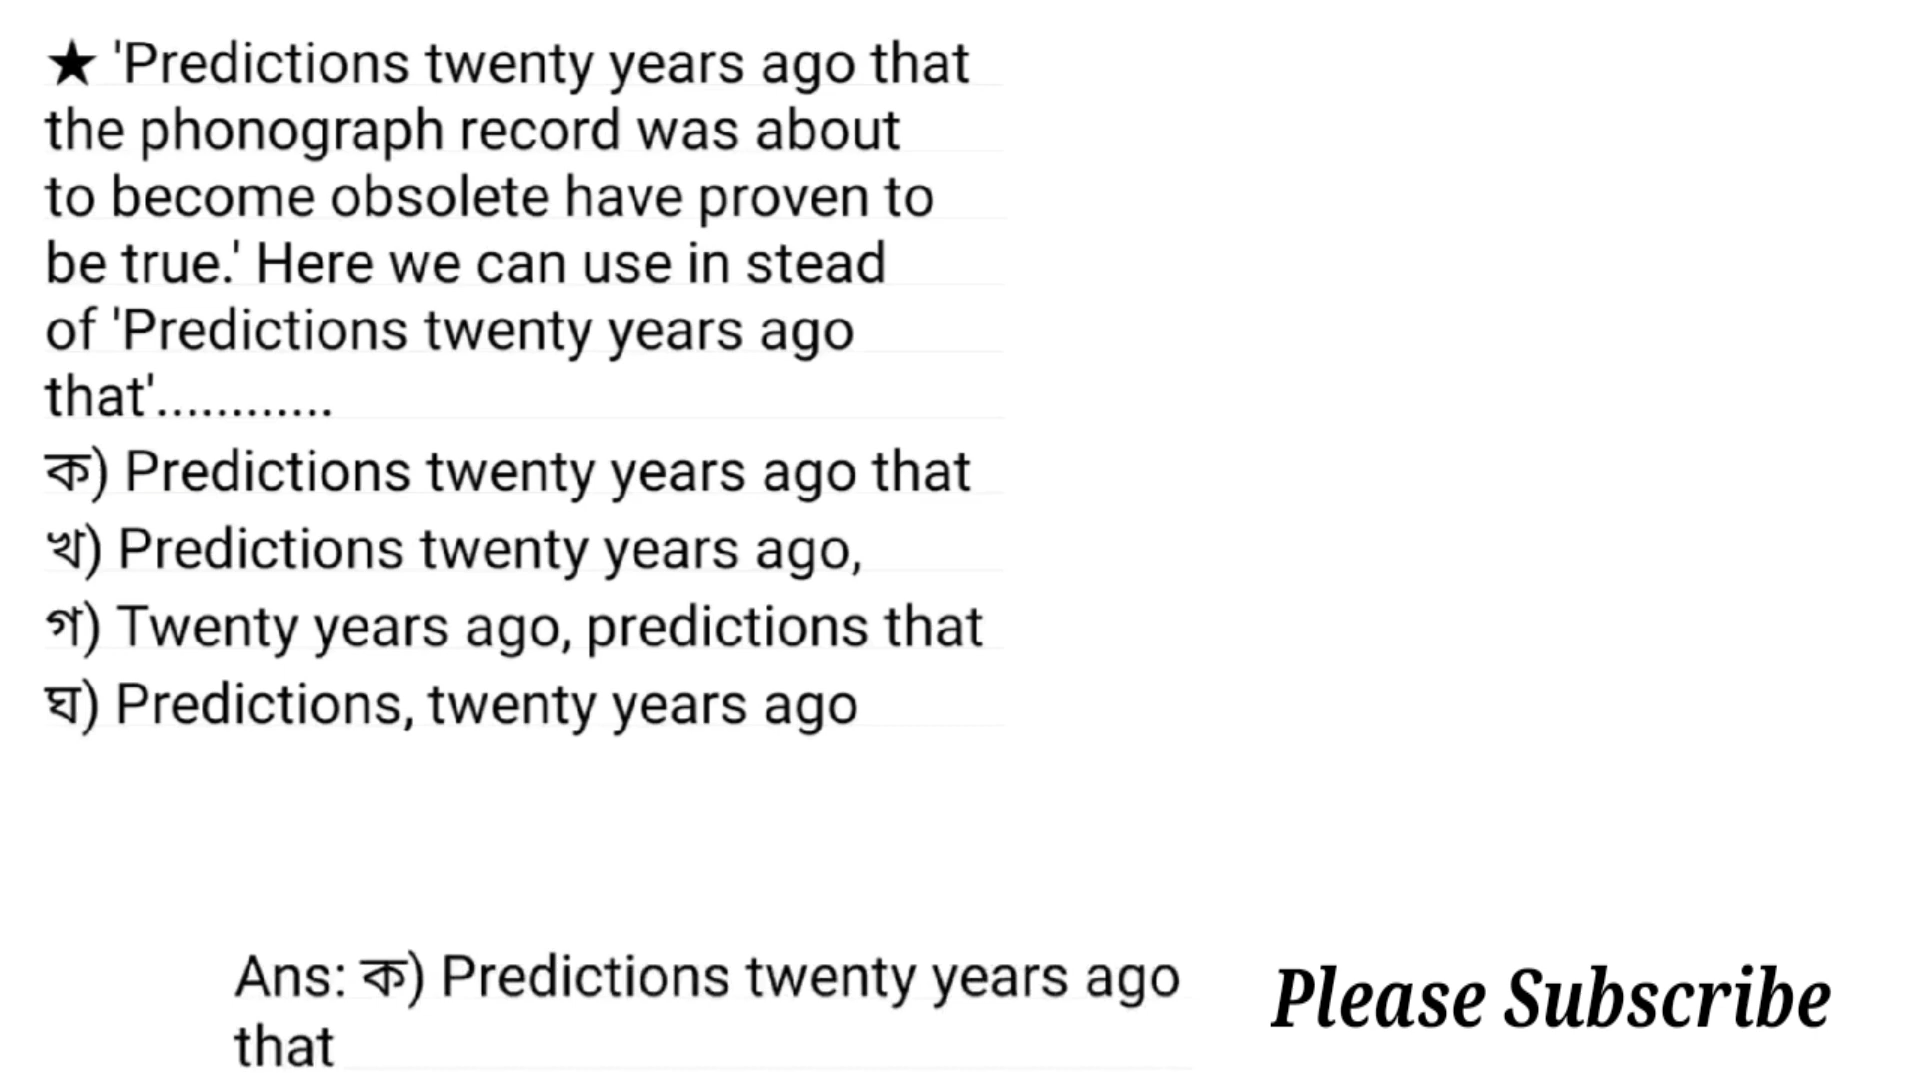 ★ 'Predictions twenty years ago that
the phonograph record was about
to become obsolete have proven to
be true.' Here we can use in stead
of 'Predictions twenty years ago
that'............
ক) Predictions twenty years ago that
খ) Predictions twenty years ago,
গ) Twenty years ago, predictions that
ঘ) Predictions, twenty years ago
Ans: ক) Predictions twenty years ago
that
Please Subscribe